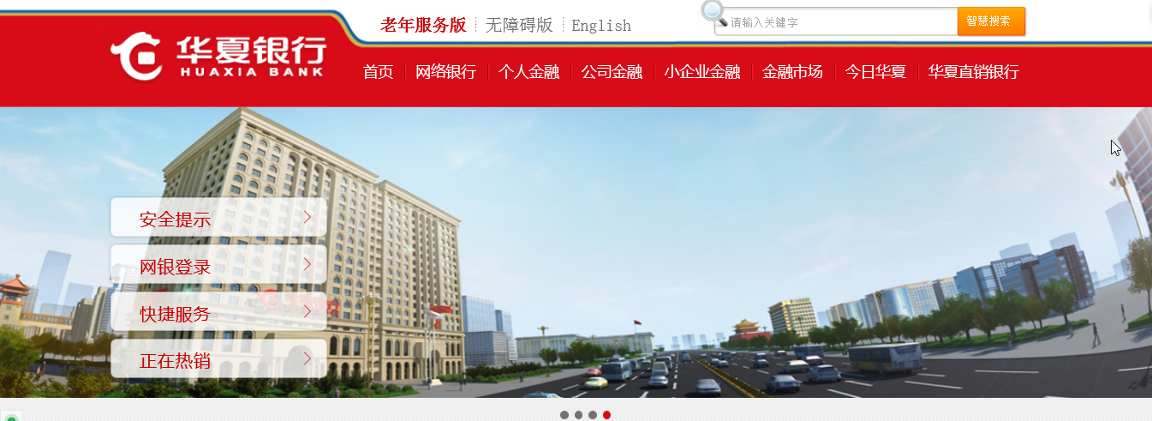 老年服务版 无障碍版 English
请输入关键字 智慧搜索
华夏银行
HUAXIA BANK
首页 网络银行 个人金融 公司金融 小企业金融 金融市场 今日华夏 华夏直销银行
安全提示
网银登录
快捷服务
正在热销